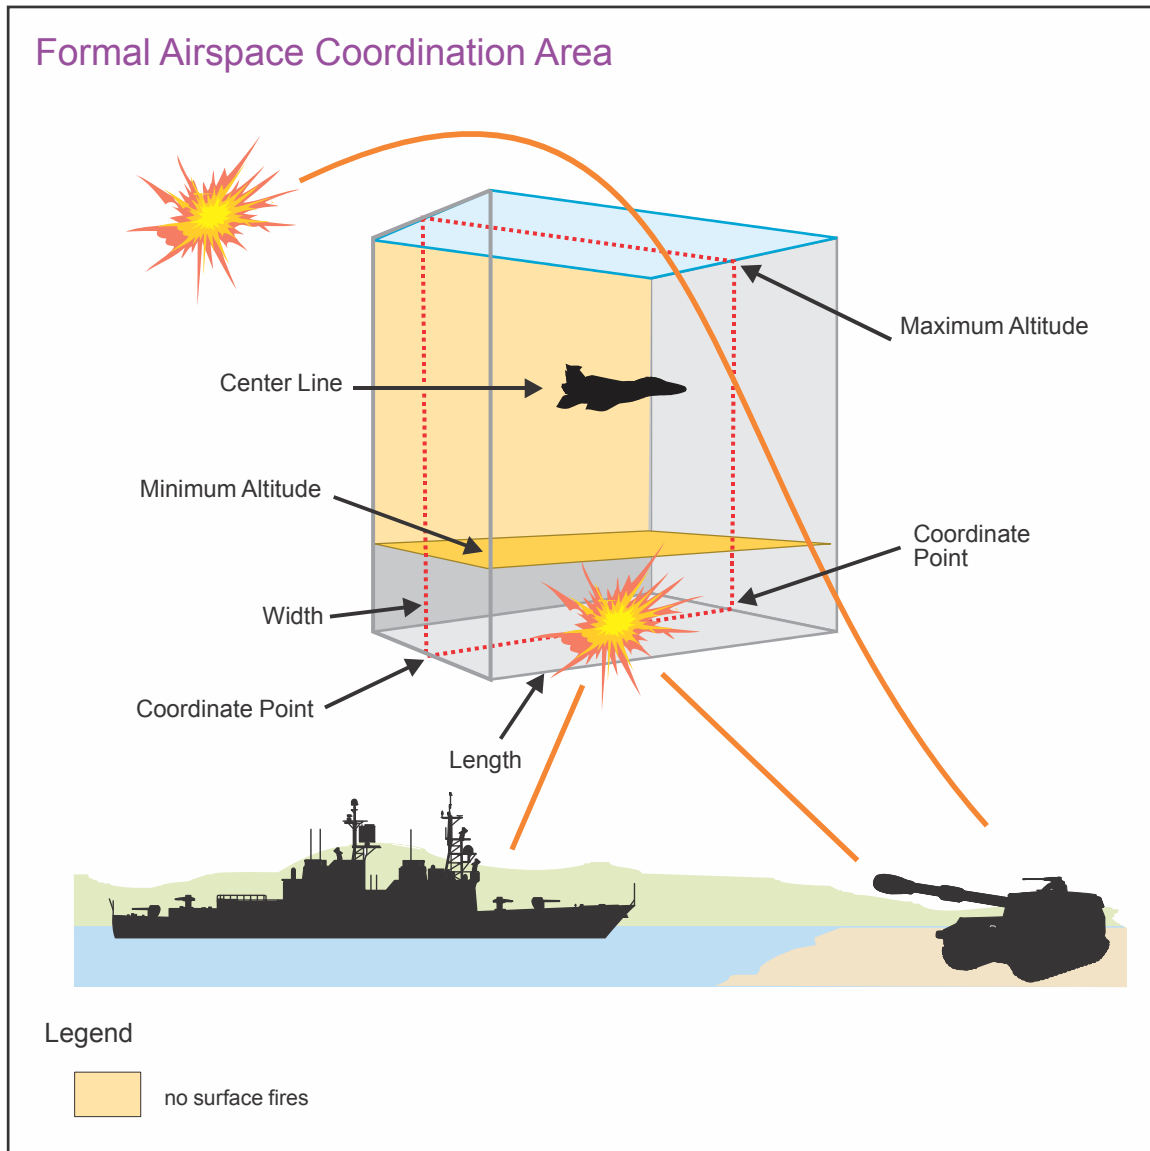 Formal Airspace Coordination Area
Maximum Altitude
Center Line
Minimum Altitude
Coordinate
Point
Width
Coordinate Point
Length
Legend
no surface fires